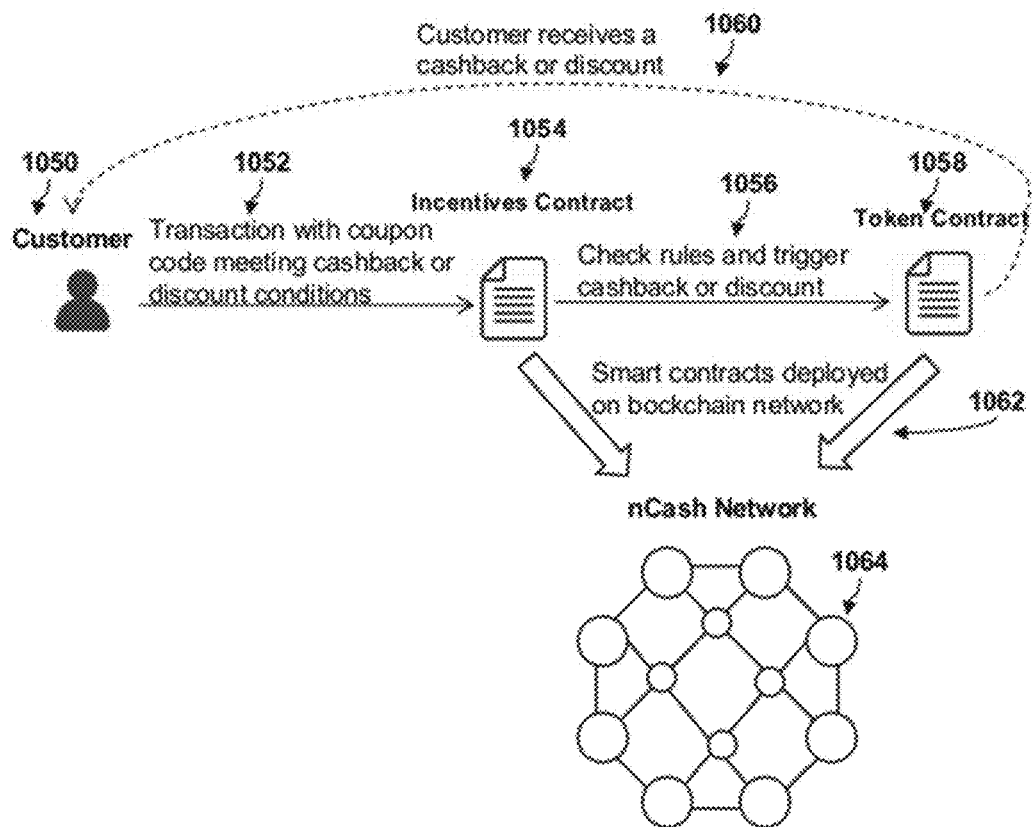 Customer receives a
cashback or discount
1060
1054
1050
1052
1056
1058
Incentives Contract
Token Contract
Customer
Transaction with coupon
code meeting cashback or
discount conditions
Check rules and trigger
cashback or discount
Smart contracts deployed
on bockchain network
1062
nCash Network
1064